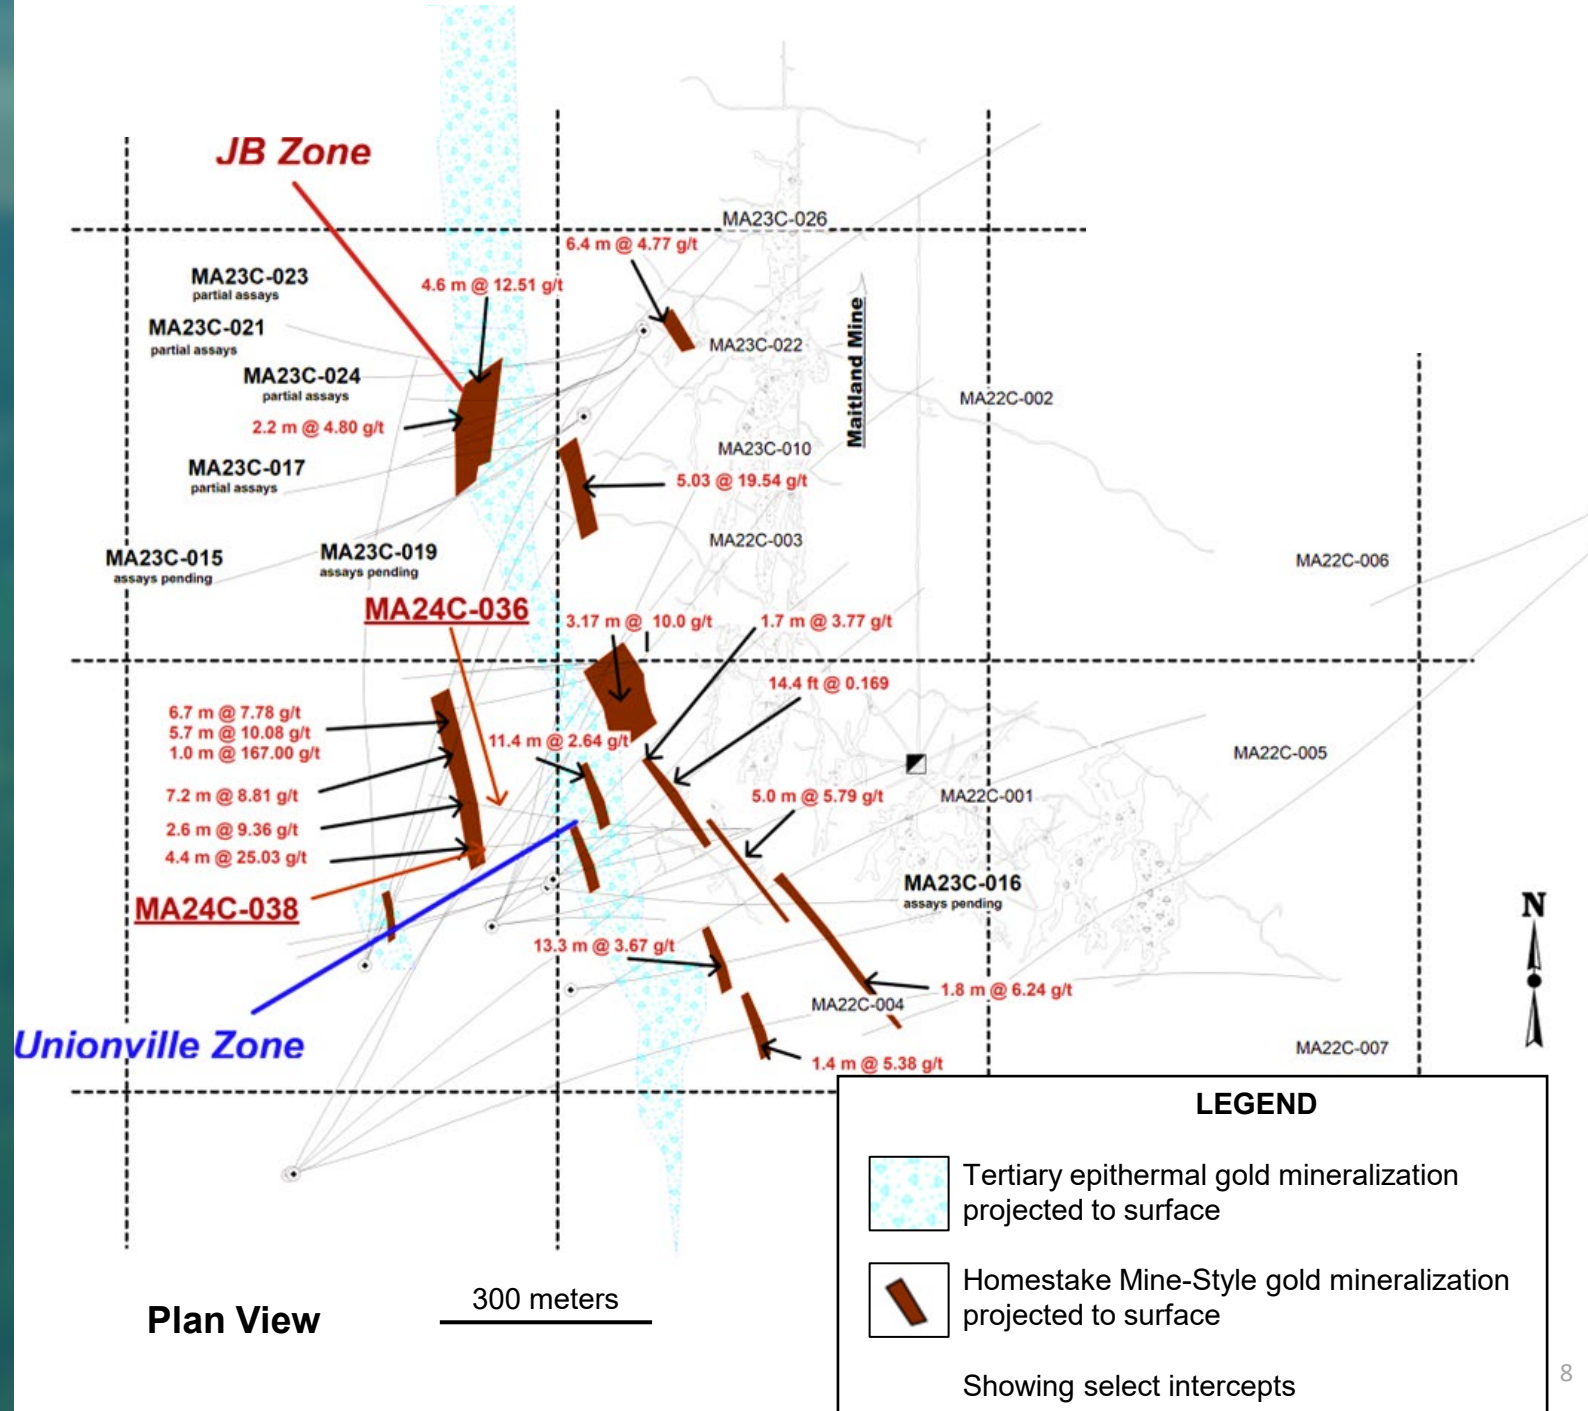 JB Zone
MA23C-026
6.4 m @ 4.77 g/t
MA23C-023
partial assays
4.6 m @ 12.51 g/t
MA23C-021
partial assays
Maitland Mine
MA23C-022
MA23C-024
partial assays
MA22C-002
2.2 m @ 4.80 g/t
MA23C-010
MA23C-017
partial assays
5.03 @ 19.54 g/t
MA22C-003
MA23C-015
assays pending
MA23C-019
assays pending
MA22C-006
MA24C-036
3.17 m @ 10.0 g/t
1.7 m @ 3.77 g/t
14.4 ft @ 0.169
6.7 m @ 7.78 g/t
5.7 m @ 10.08 g/t
1.0 m @ 167.00 g/t
11.4 m @ 2.64 g/t
MA22C-005
7.2 m @ 8.81 g/t
5.0 m @ 5.79 g/t
MA22C-001
2.6 m @ 9.36 g/t
4.4 m @ 25.03 g/t
MA23C-016
assays pending
MA24C-038
N
13.3 m @ 3.67 g/t
1.8 m @ 6.24 g/t
MA22C-004
Unionville Zone
MA22C-007
1.4 m @ 5.38 g/t
LEGEND
Tertiary epithermal gold mineralization
projected to surface
Homestake Mine-Style gold mineralization
projected to surface
Showing select intercepts
Plan View
300 meters
8